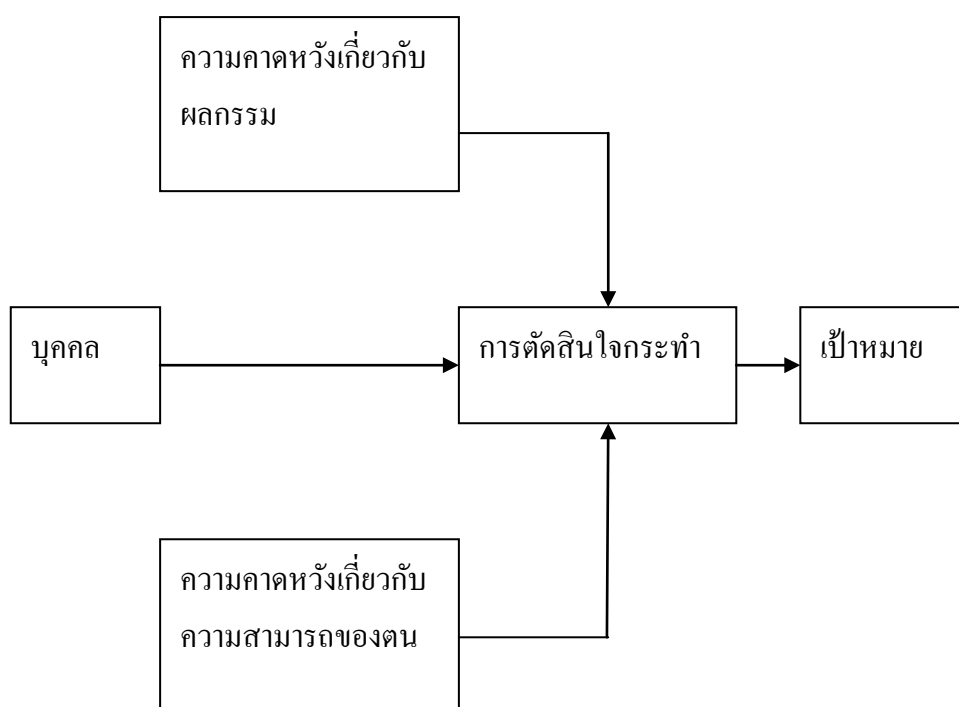 ความคาดหวังเกี่ยวกับ
ผลกรรม
บุคคล
การตัดสินใจกระทำ
เป้าหมาย
ความคาดหวังเกี่ยวกับ
ความสามารถของตน